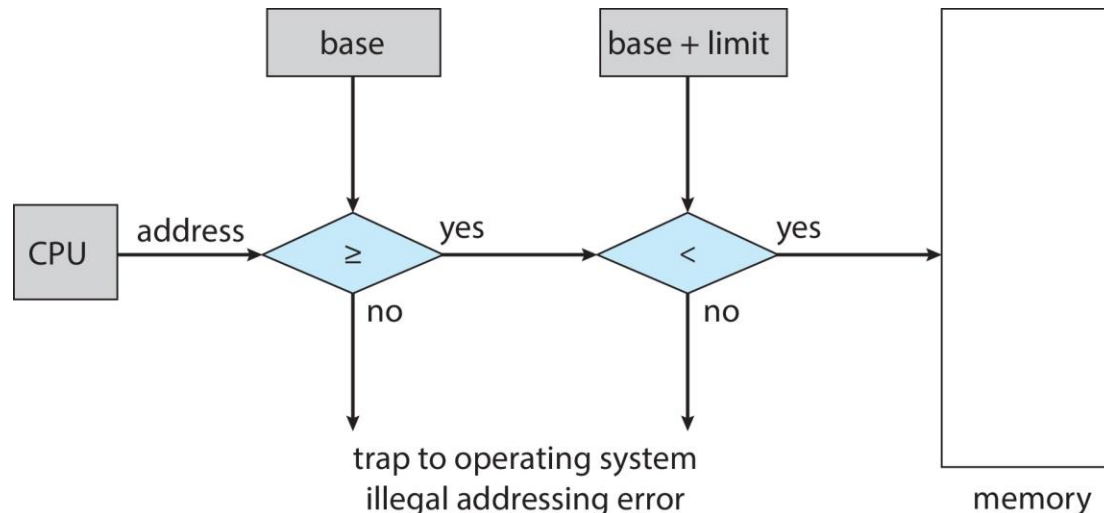 base
base + limit
CPU
address
≥
yes
<
yes
no
no
trap to operating system
illegal addressing error
memory